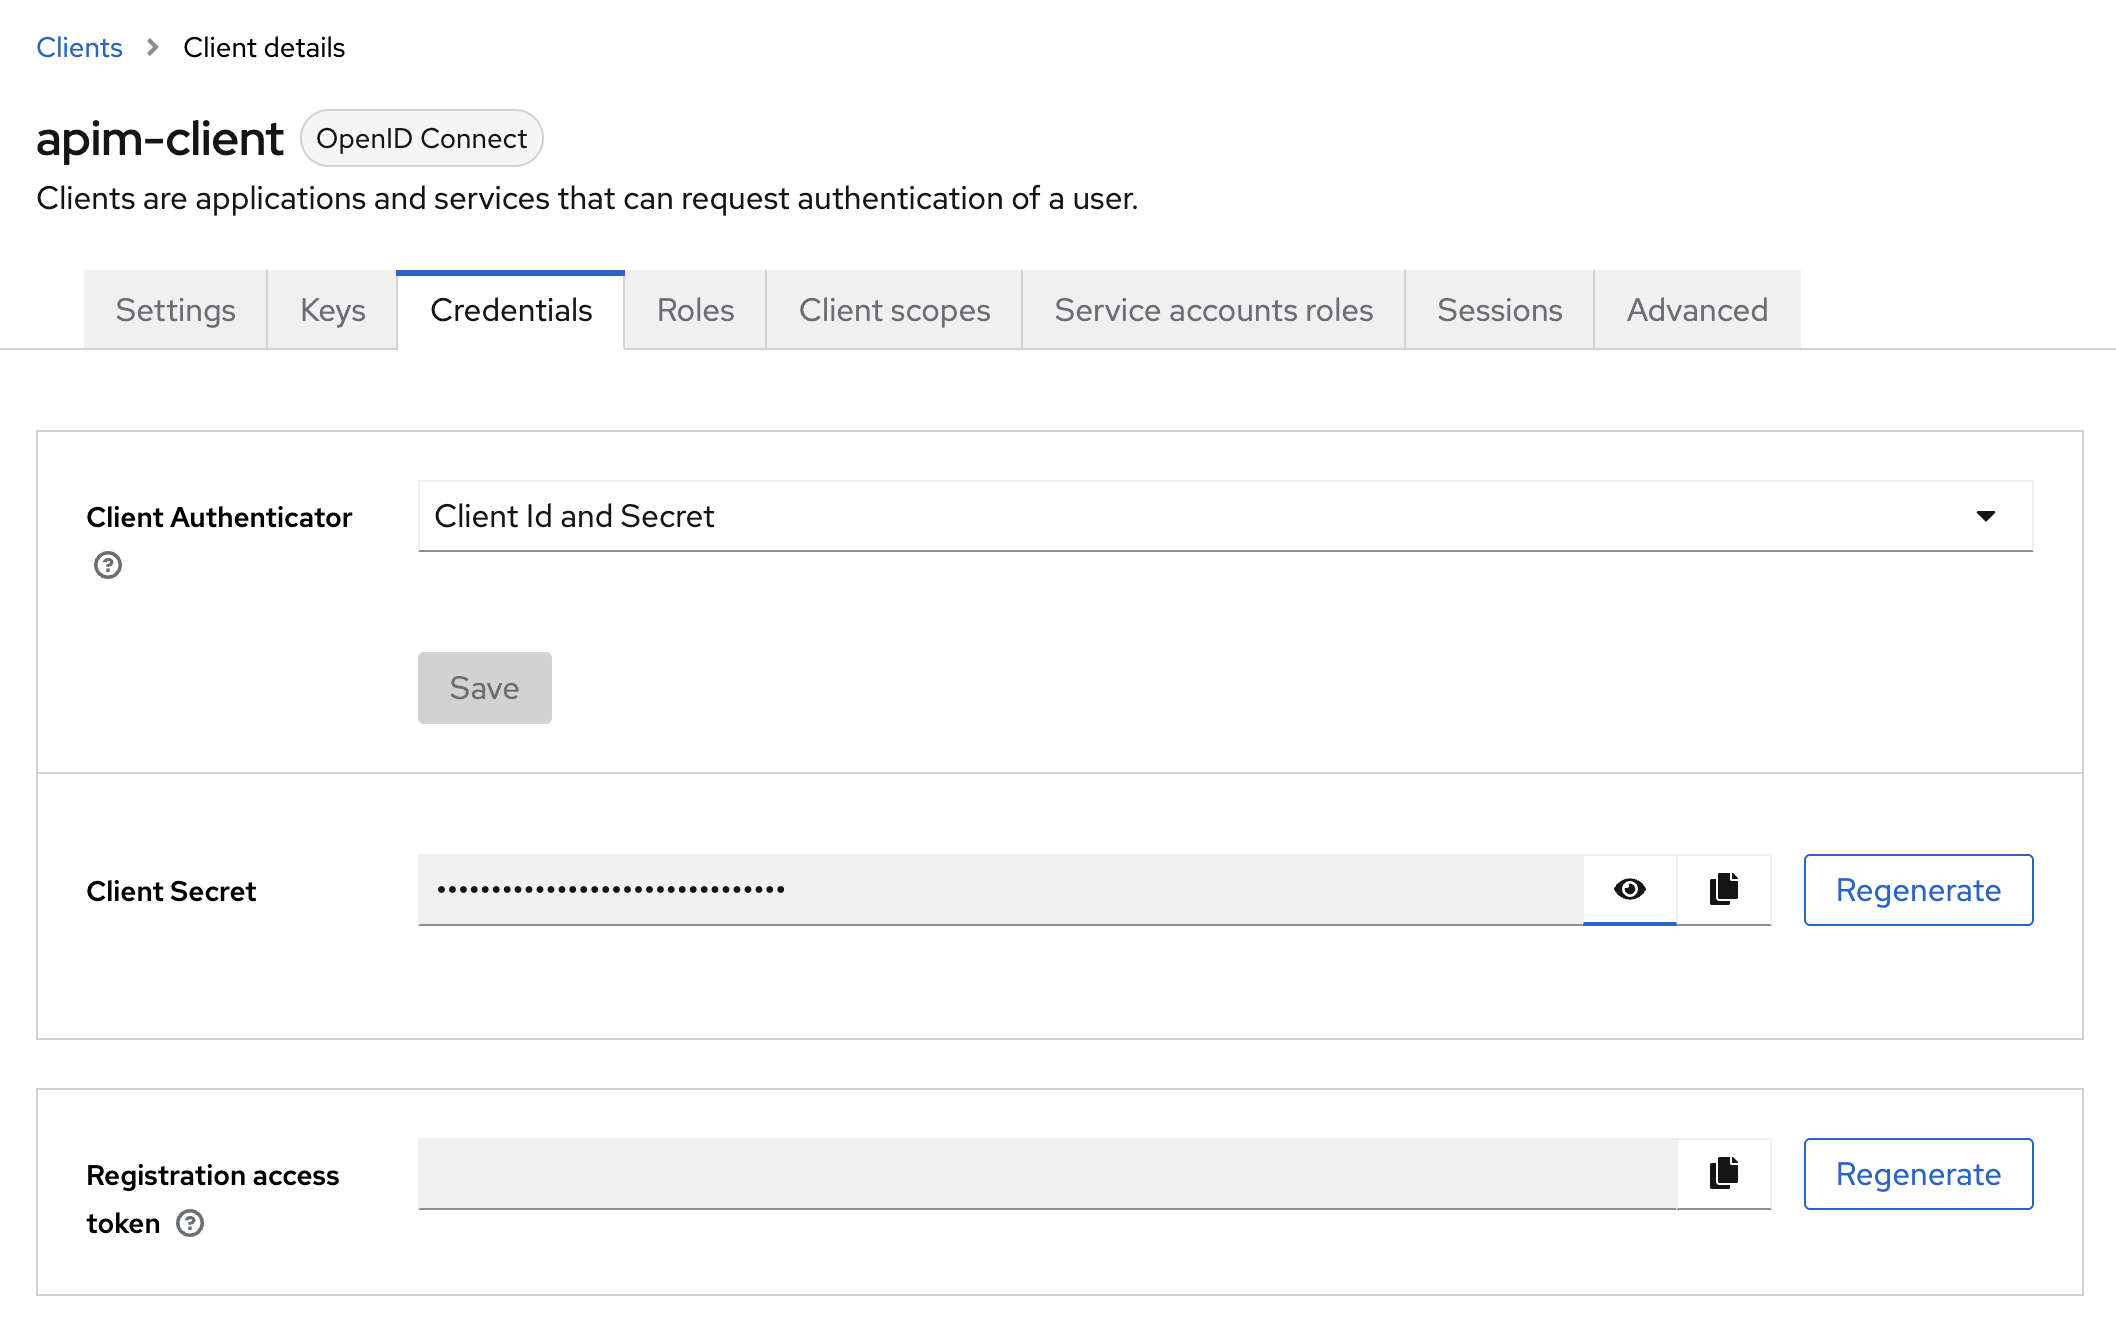 Clients > Client details
apim-client OpenID Connect
Clients are applications and services that can request authentication of a user.
Settings Keys Credentials Roles Client scopes Service accounts roles Sessions Advanced
Client Authenticator Client Id and Secret
Save
Client Secret •••••••••••••••••••••••••••••••• Regenerate
Registration access Regenerate
token